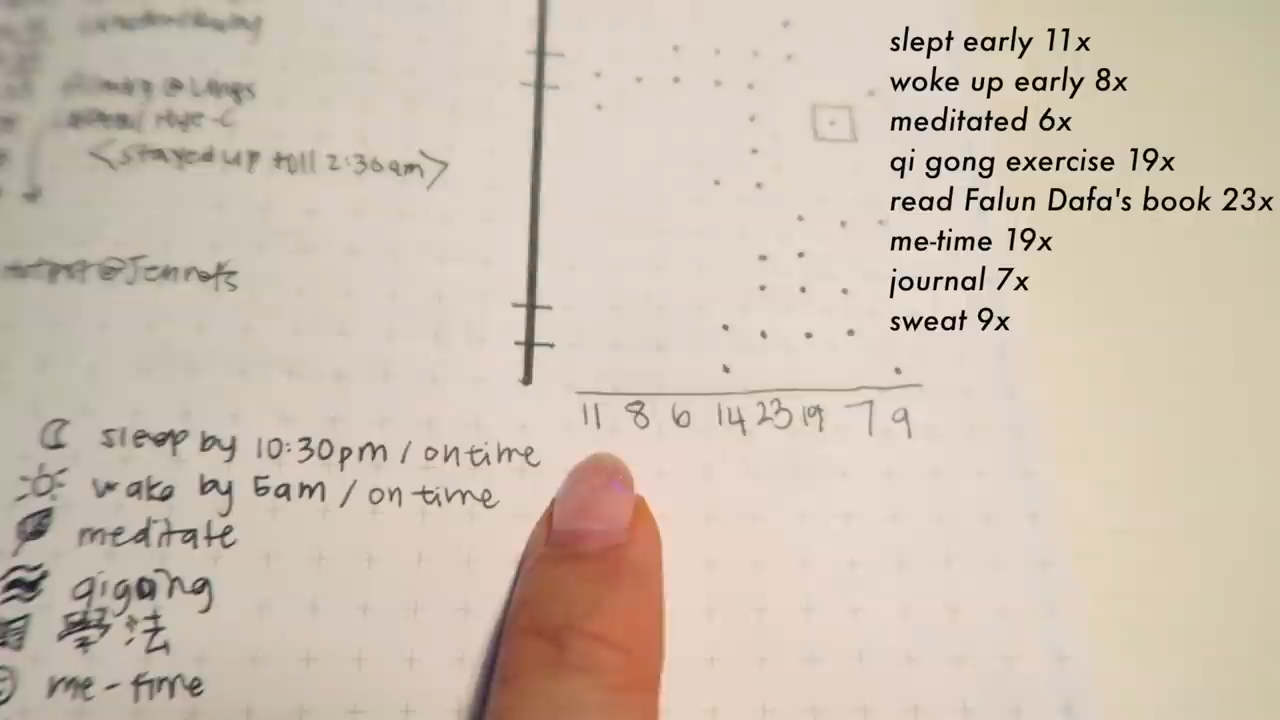 @Langs
<stayed up till 2:30am>
slept early 11x
woke up early 8x
meditated 6x
qi gong exercise 19x
read Falun Dafa's book 23x
me-time 19x
journal 7x
sweat 9x
11 8 6 14 23 19 7 9
sleep by 10:30pm / on time
wake by 5am / on time
meditate
qigong
學法
me-time